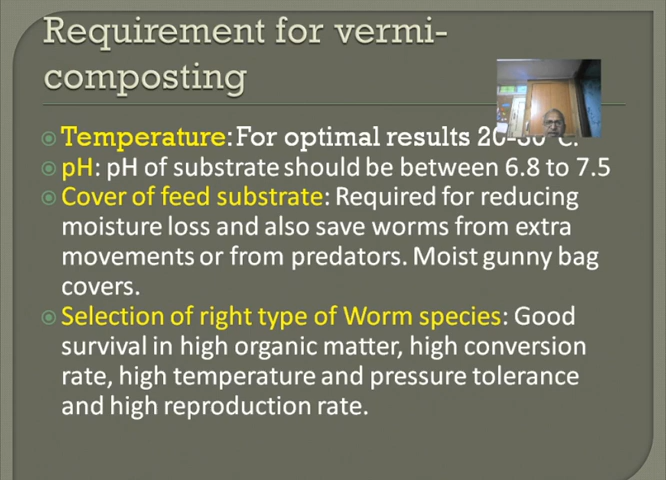 Requirement for vermi-
composting
Temperature: For optimal results 20-30°C.
pH: pH of substrate should be between 6.8 to 7.5
Cover of feed substrate: Required for reducing
moisture loss and also save worms from extra
movements or from predators. Moist gunny bag
covers.
Selection of right type of Worm species: Good
survival in high organic matter, high conversion
rate, high temperature and pressure tolerance
and high reproduction rate.